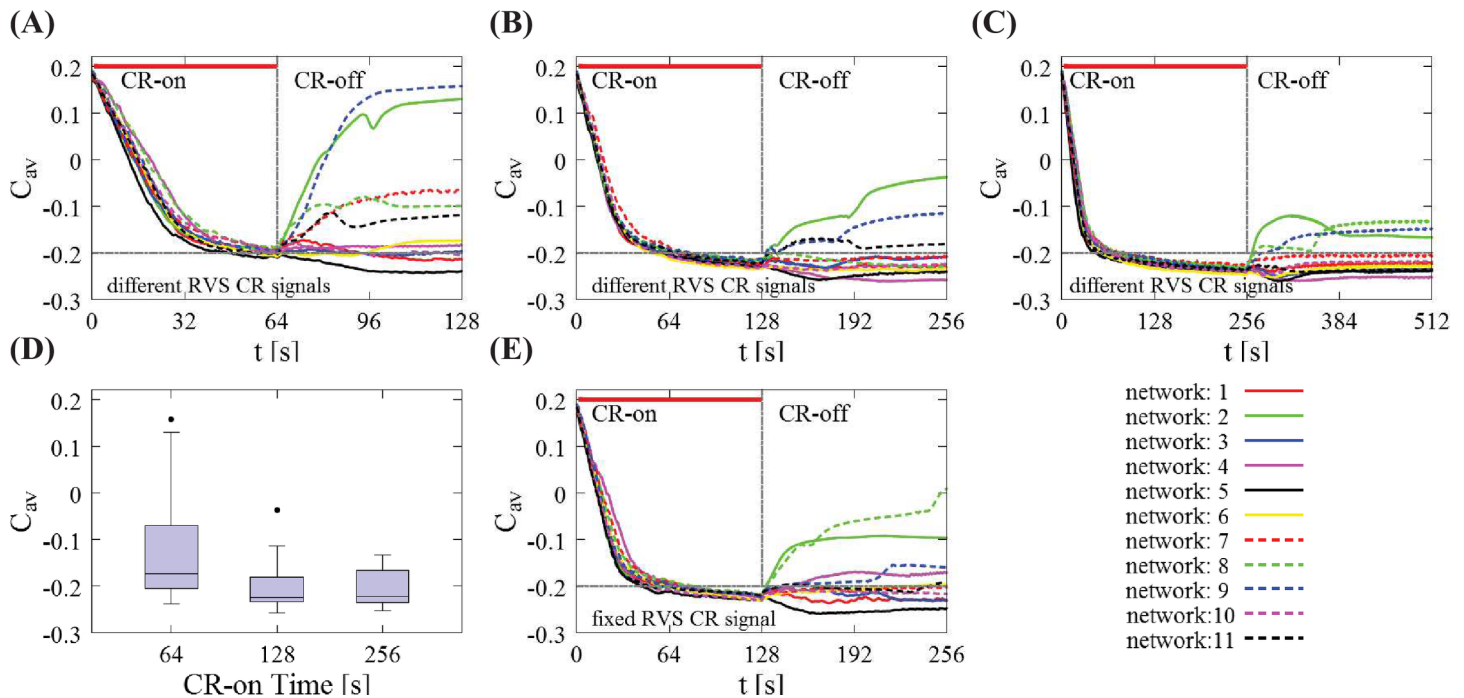 (A)
0.2
0.1
0
-0.1
-0.2
-0.3
C_av
CR-on
CR-off
different RVS CR signals
0 32 64 96 128
t [s]
(B)
0.2
0.1
0
-0.1
-0.2
-0.3
C_av
CR-on
CR-off
different RVS CR signals
0 64 128 192 256
t [s]
(C)
0.2
0.1
0
-0.1
-0.2
-0.3
C_av
CR-on
CR-off
different RVS CR signals
0 128 256 384 512
t [s]
(D)
0.2
0.1
0
-0.1
-0.2
-0.3
C_av
64 128 256
CR-on Time [s]
(E)
0.2
0.1
0
-0.1
-0.2
-0.3
C_av
CR-on
CR-off
fixed RVS CR signal
0 64 128 192 256
t [s]
network: 1
network: 2
network: 3
network: 4
network: 5
network: 6
network: 7
network: 8
network: 9
network: 10
network:11